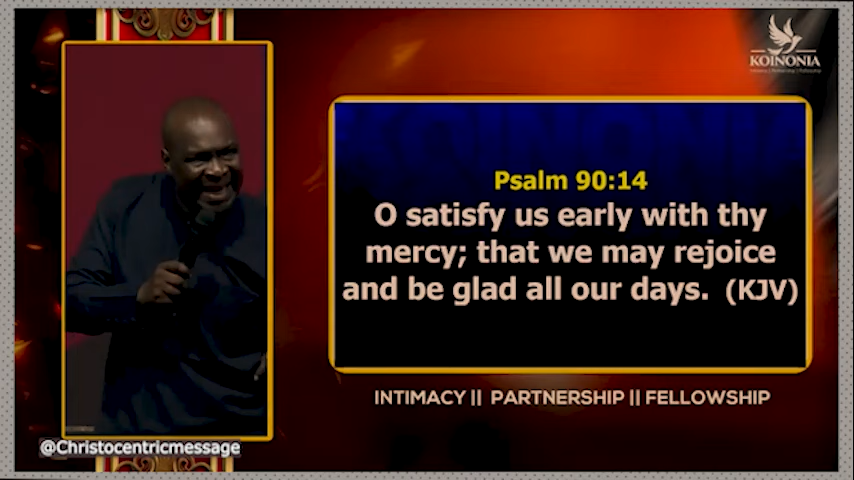 KOINONIA
Psalm 90:14
O satisfy us early with thy
mercy; that we may rejoice
and be glad all our days. (KJV)
INTIMACY || PARTNERSHIP || FELLOWSHIP
@Christocentricmessage